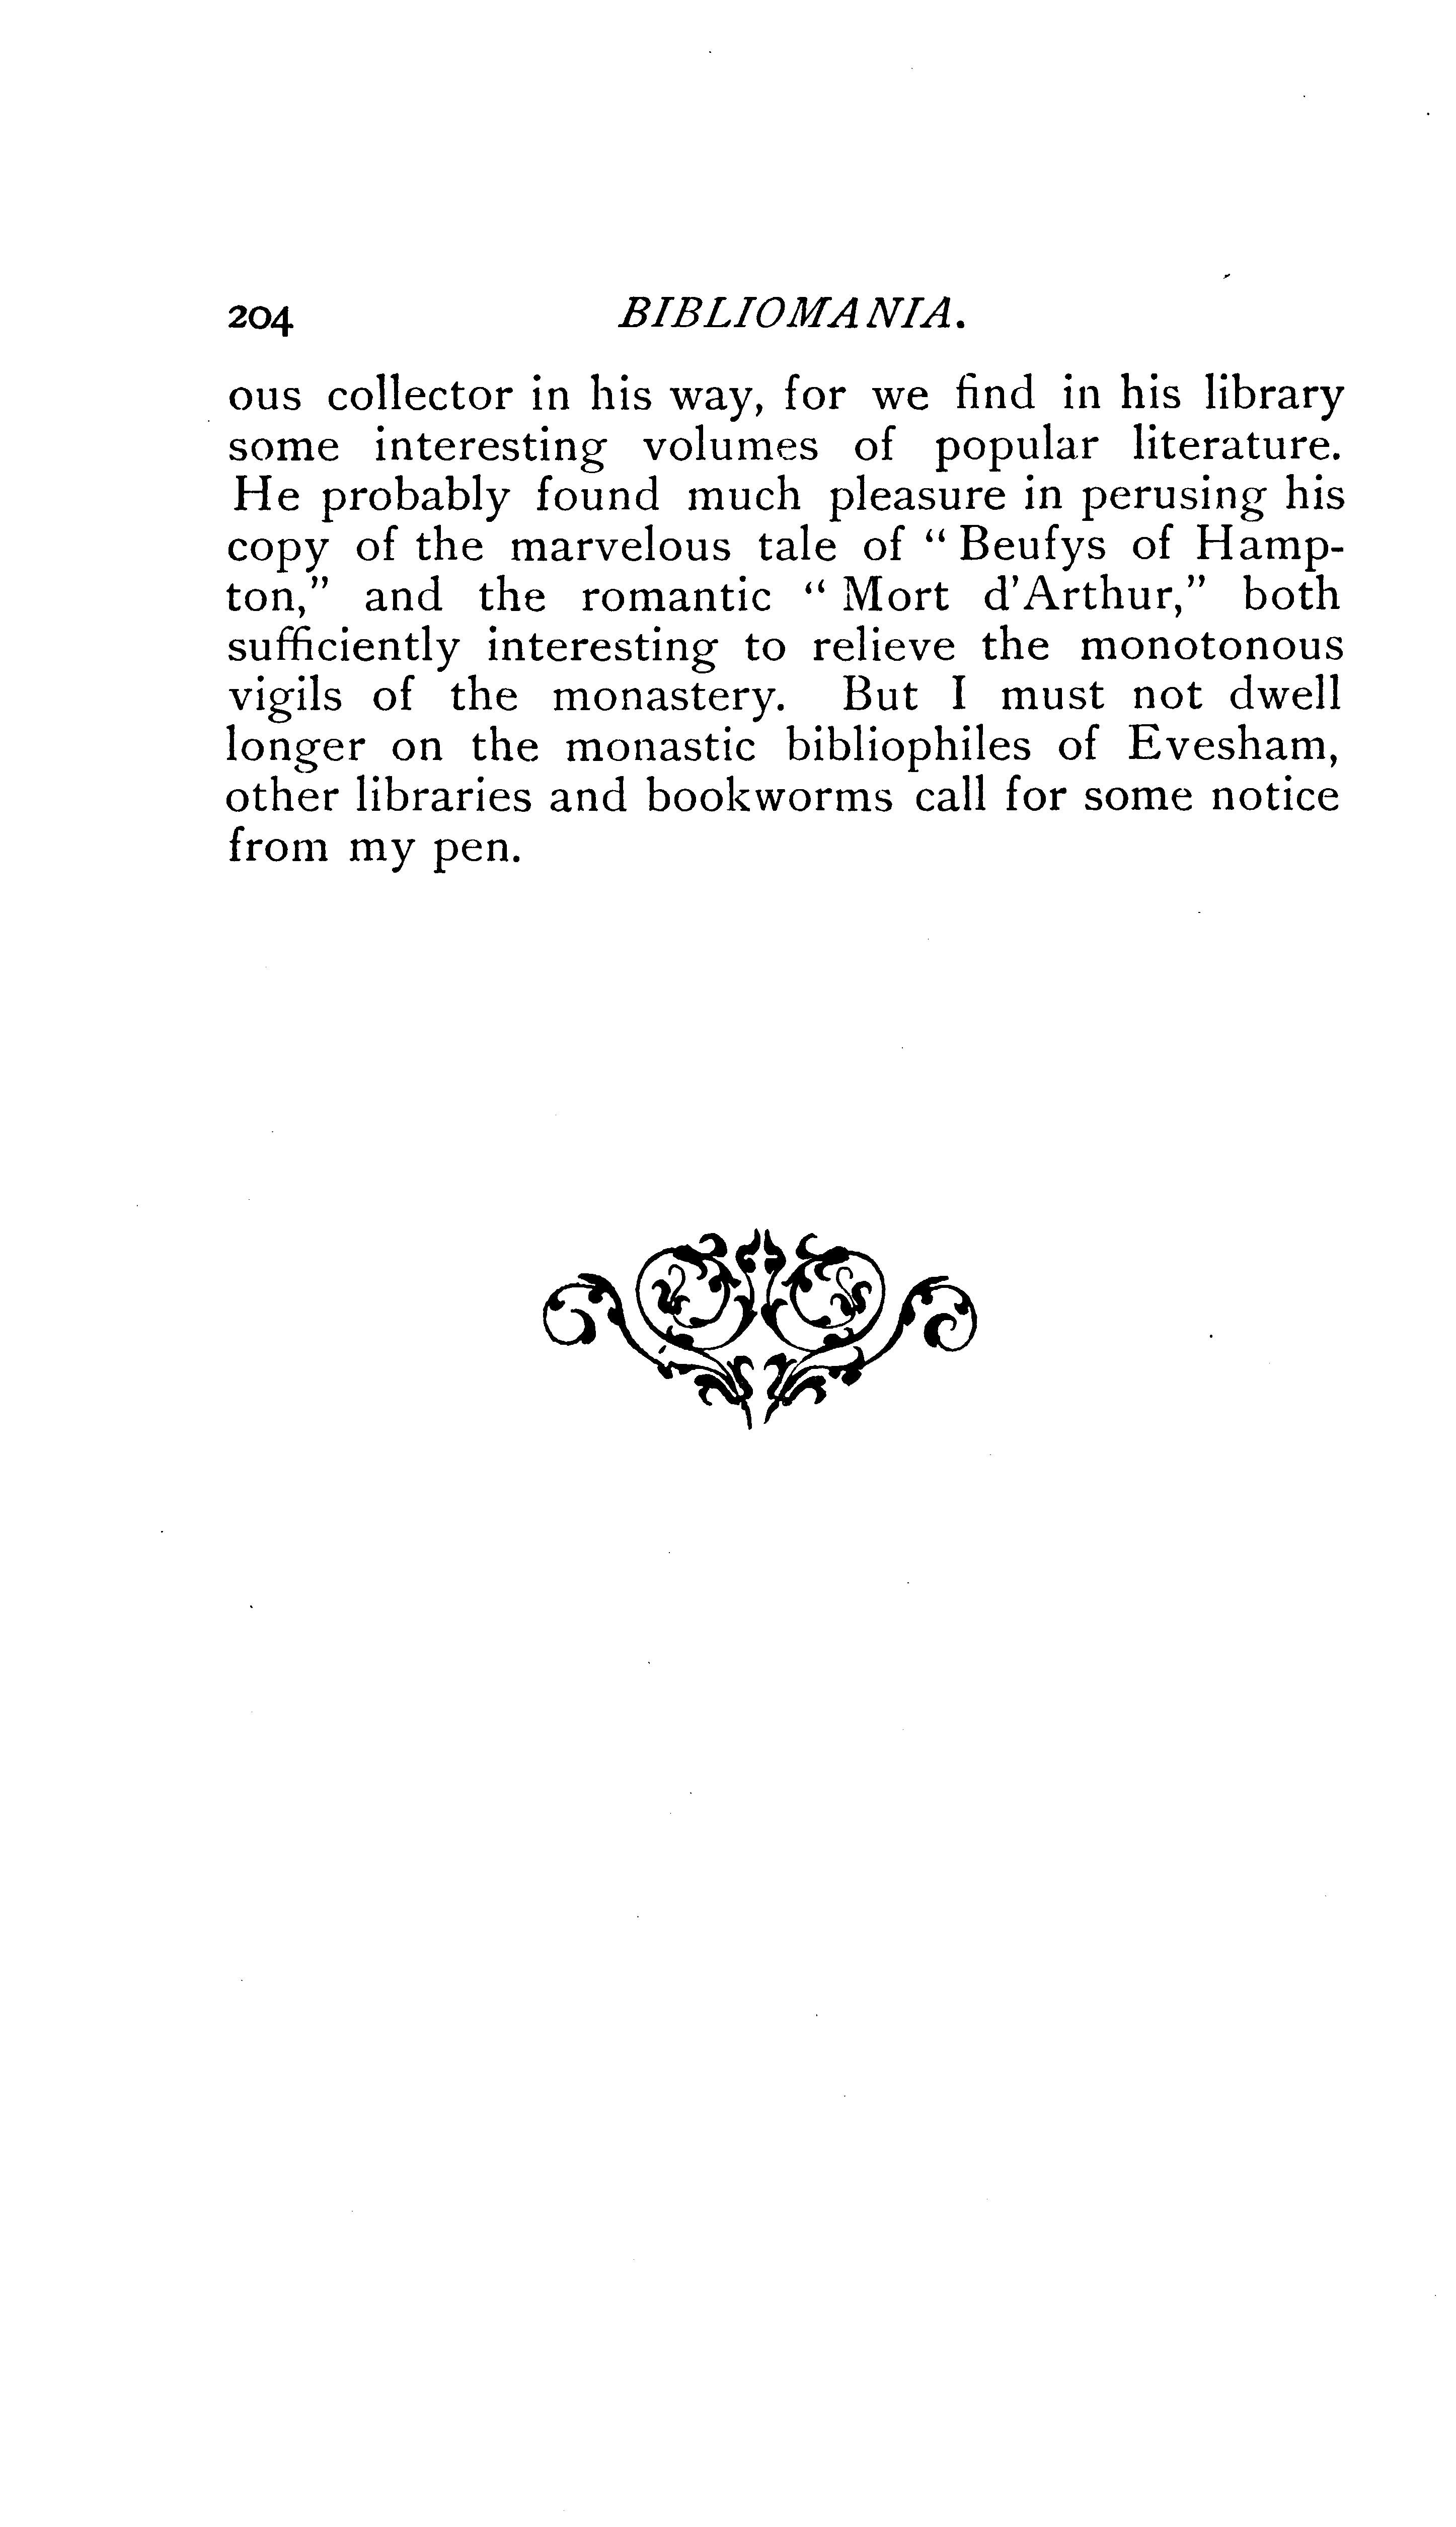 204 BIBLIOMANIA.
ous collector in his way, for we find in his library
some interesting volumes of popular literature.
He probably found much pleasure in perusing his
copy of the marvelous tale of “ Beufys of Hamp-
ton,” and the romantic “ Mort d'Arthur,” both
sufficiently interesting to relieve the monotonous
vigils of the monastery. But I must not dwell
longer on the monastic bibliophiles of Evesham,
other libraries and bookworms call for some notice
from my pen.